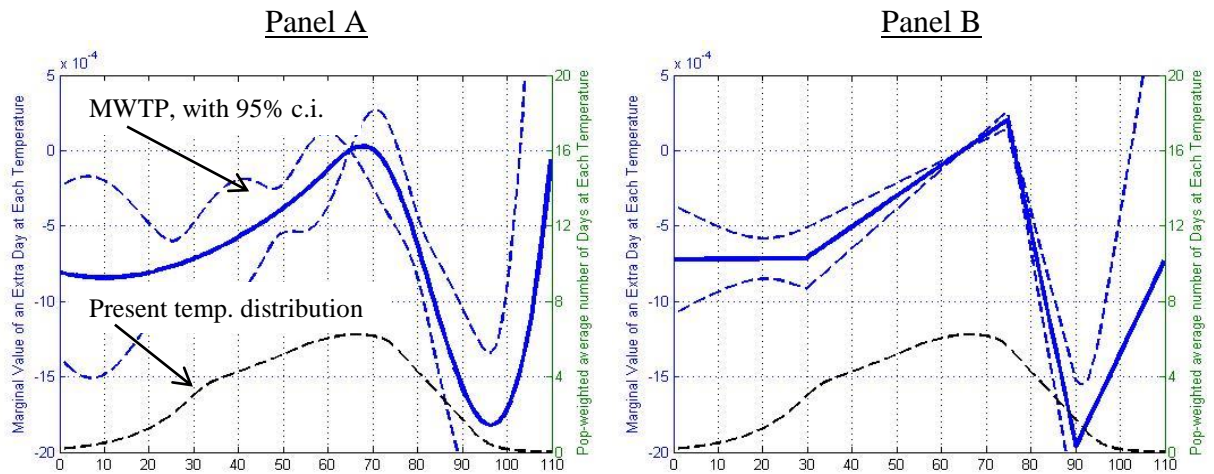 Panel A
Panel B
x 10-4
MWTP, with 95% c.i.
Present temp. distribution
Marginal Value of an Extra Day at Each Temperature
5
0
-5
-10
-15
-20
0 10 20 30 40 50 60 70 80 90 100 110
20
16
12
8
4
0
Pop-weighted average number of Days at Each Temperature
x 10-4
Marginal Value of an Extra Day at Each Temperature
5
0
-5
-10
-15
-20
0 10 20 30 40 50 60 70 80 90 100 110
20
16
12
8
4
0
Pop-weighted average number of Days at Each Temperature